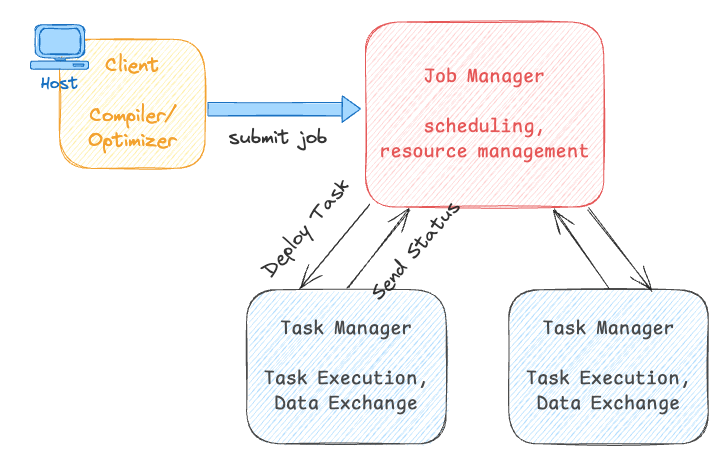 Client
Host
Compiler/
Optimizer
submit job
Job Manager
scheduling,
resource management
Deploy Task
Send Status
Task Manager
Task Execution,
Data Exchange
Task Manager
Task Execution,
Data Exchange